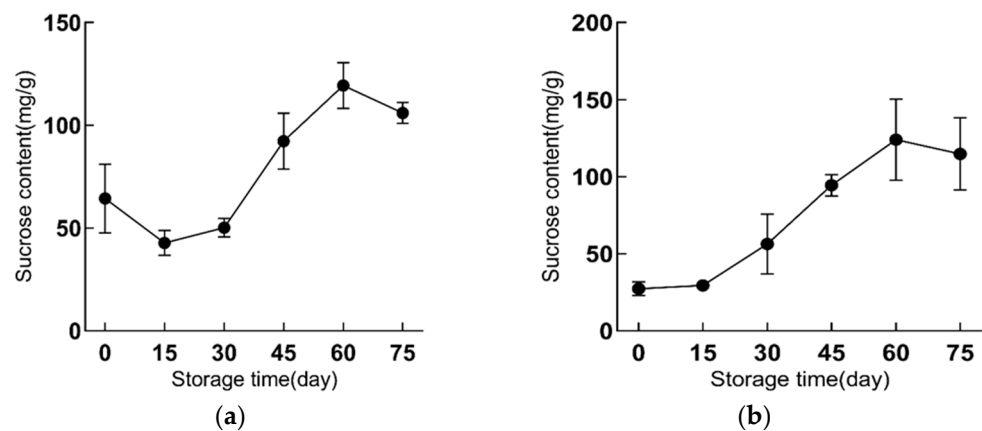 150
100
50
0
Sucrose content(mg/g)
0 15 30 45 60 75
Storage time(day)
(a)
200
150
100
50
0
Sucrose content(mg/g)
0 15 30 45 60 75
Storage time(day)
(b)